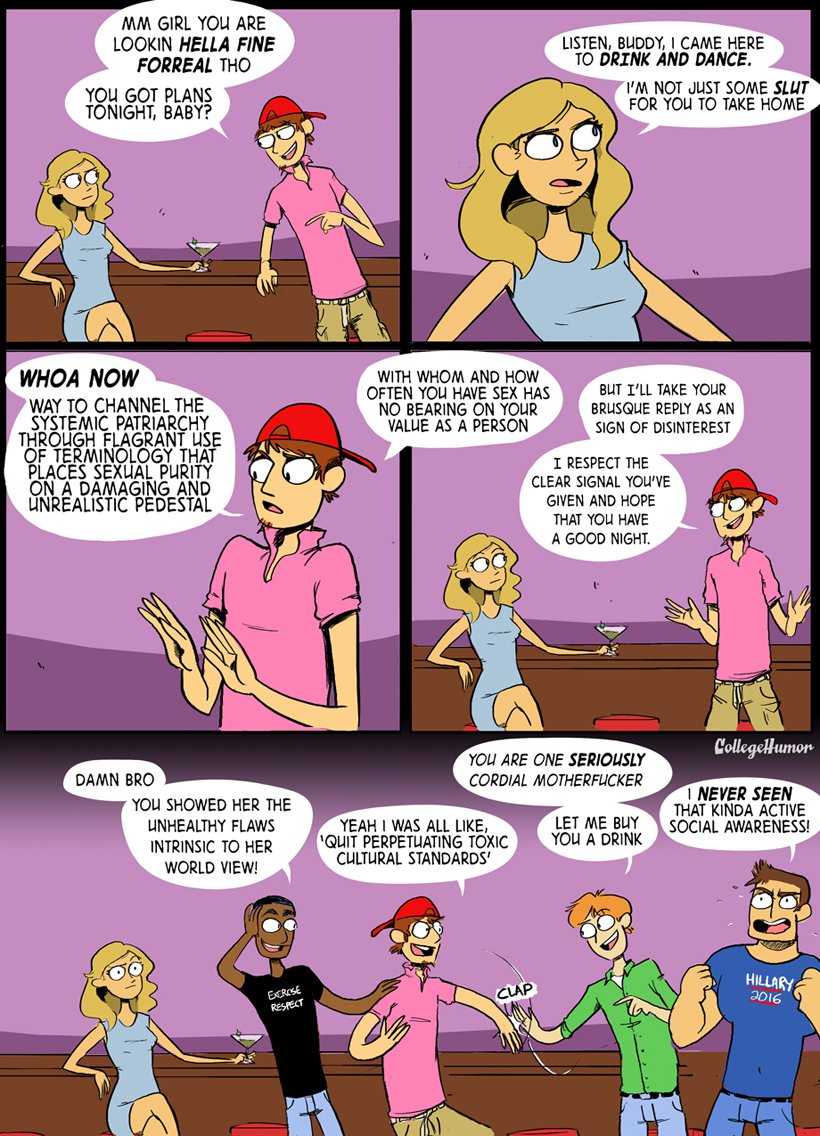 MM GIRL YOU ARE
LOOKIN HELLA FINE
FORREAL THO
YOU GOT PLANS
TONIGHT, BABY?
LISTEN, BUDDY, I CAME HERE
TO DRINK AND DANCE.
I'M NOT JUST SOME SLUT
FOR YOU TO TAKE HOME
WHOA NOW
WAY TO CHANNEL THE
SYSTEMIC PATRIARCHY
THROUGH FLAGRANT USE
OF TERMINOLOGY THAT
PLACES SEXUAL PURITY
ON A DAMAGING AND
UNREALISTIC PEDESTAL
WITH WHOM AND HOW
OFTEN YOU HAVE SEX HAS
NO BEARING ON YOUR
VALUE AS A PERSON
BUT I'LL TAKE YOUR
BRUSQUE REPLY AS AN
SIGN OF DISINTEREST
I RESPECT THE
CLEAR SIGNAL YOU'VE
GIVEN AND HOPE
THAT YOU HAVE
A GOOD NIGHT.
CollegeHumor
DAMN BRO
YOU SHOWED HER THE
UNHEALTHY FLAWS
INTRINSIC TO HER
WORLD VIEW!
YEAH I WAS ALL LIKE,
'QUIT PERPETUATING TOXIC
CULTURAL STANDARDS'
YOU ARE ONE SERIOUSLY
CORDIAL MOTHERFUCKER
LET ME BUY
YOU A DRINK
I NEVER SEEN
THAT KINDA ACTIVE
SOCIAL AWARENESS!
EXERCISE
RESPECT
CLAP
HILLARY
2016